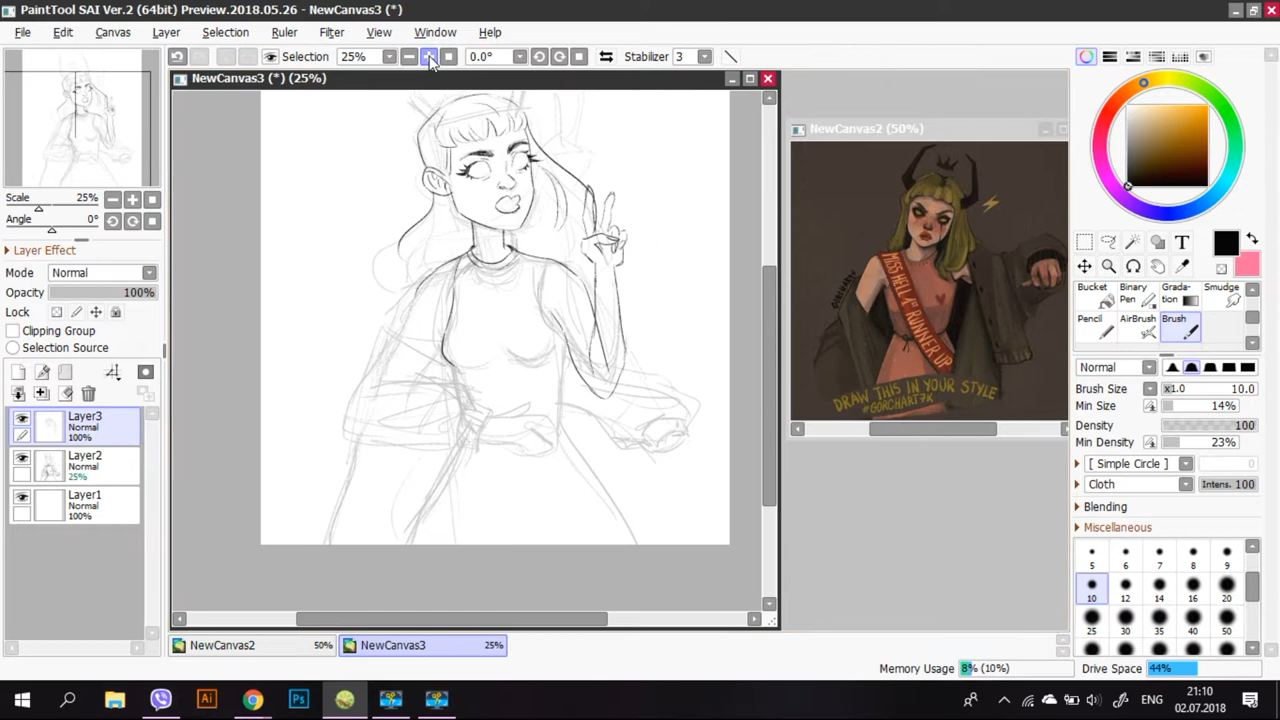 PaintTool SAI Ver.2 (64bit) Preview.2018.05.26 - NewCanvas3 (*)
File Edit Canvas Layer Selection Ruler Filter View Window Help
Selection 25% 0.0° Stabilizer 3
NewCanvas3 (*) (25%)
NewCanvas2 (50%)
Scale 25%
Angle 0°
Layer Effect
Mode Normal
Opacity 100%
Lock
Clipping Group
Selection Source
Layer3
Normal
100%
Layer2
Normal
25%
Layer1
Normal
100%
MISS HELL 1ST RUNNER UP
DRAW THIS IN YOUR STYLE
#GORCHART7K
T
Bucket Binary Pen Grada-tion Smudge
Pencil AirBrush Brush
Normal
Brush Size x1.0 10.0
Min Size 14%
Density 100
Min Density 23%
[ Simple Circle ]
Cloth Intens. 100
Blending
Miscellaneous
5 6 7 8 9
10 12 14 16 20
25 30 35 40 50
NewCanvas2 50% NewCanvas3 25%
Memory Usage 8% (10%) Drive Space 44%
Ai Ps
ENG 21:10
02.07.2018